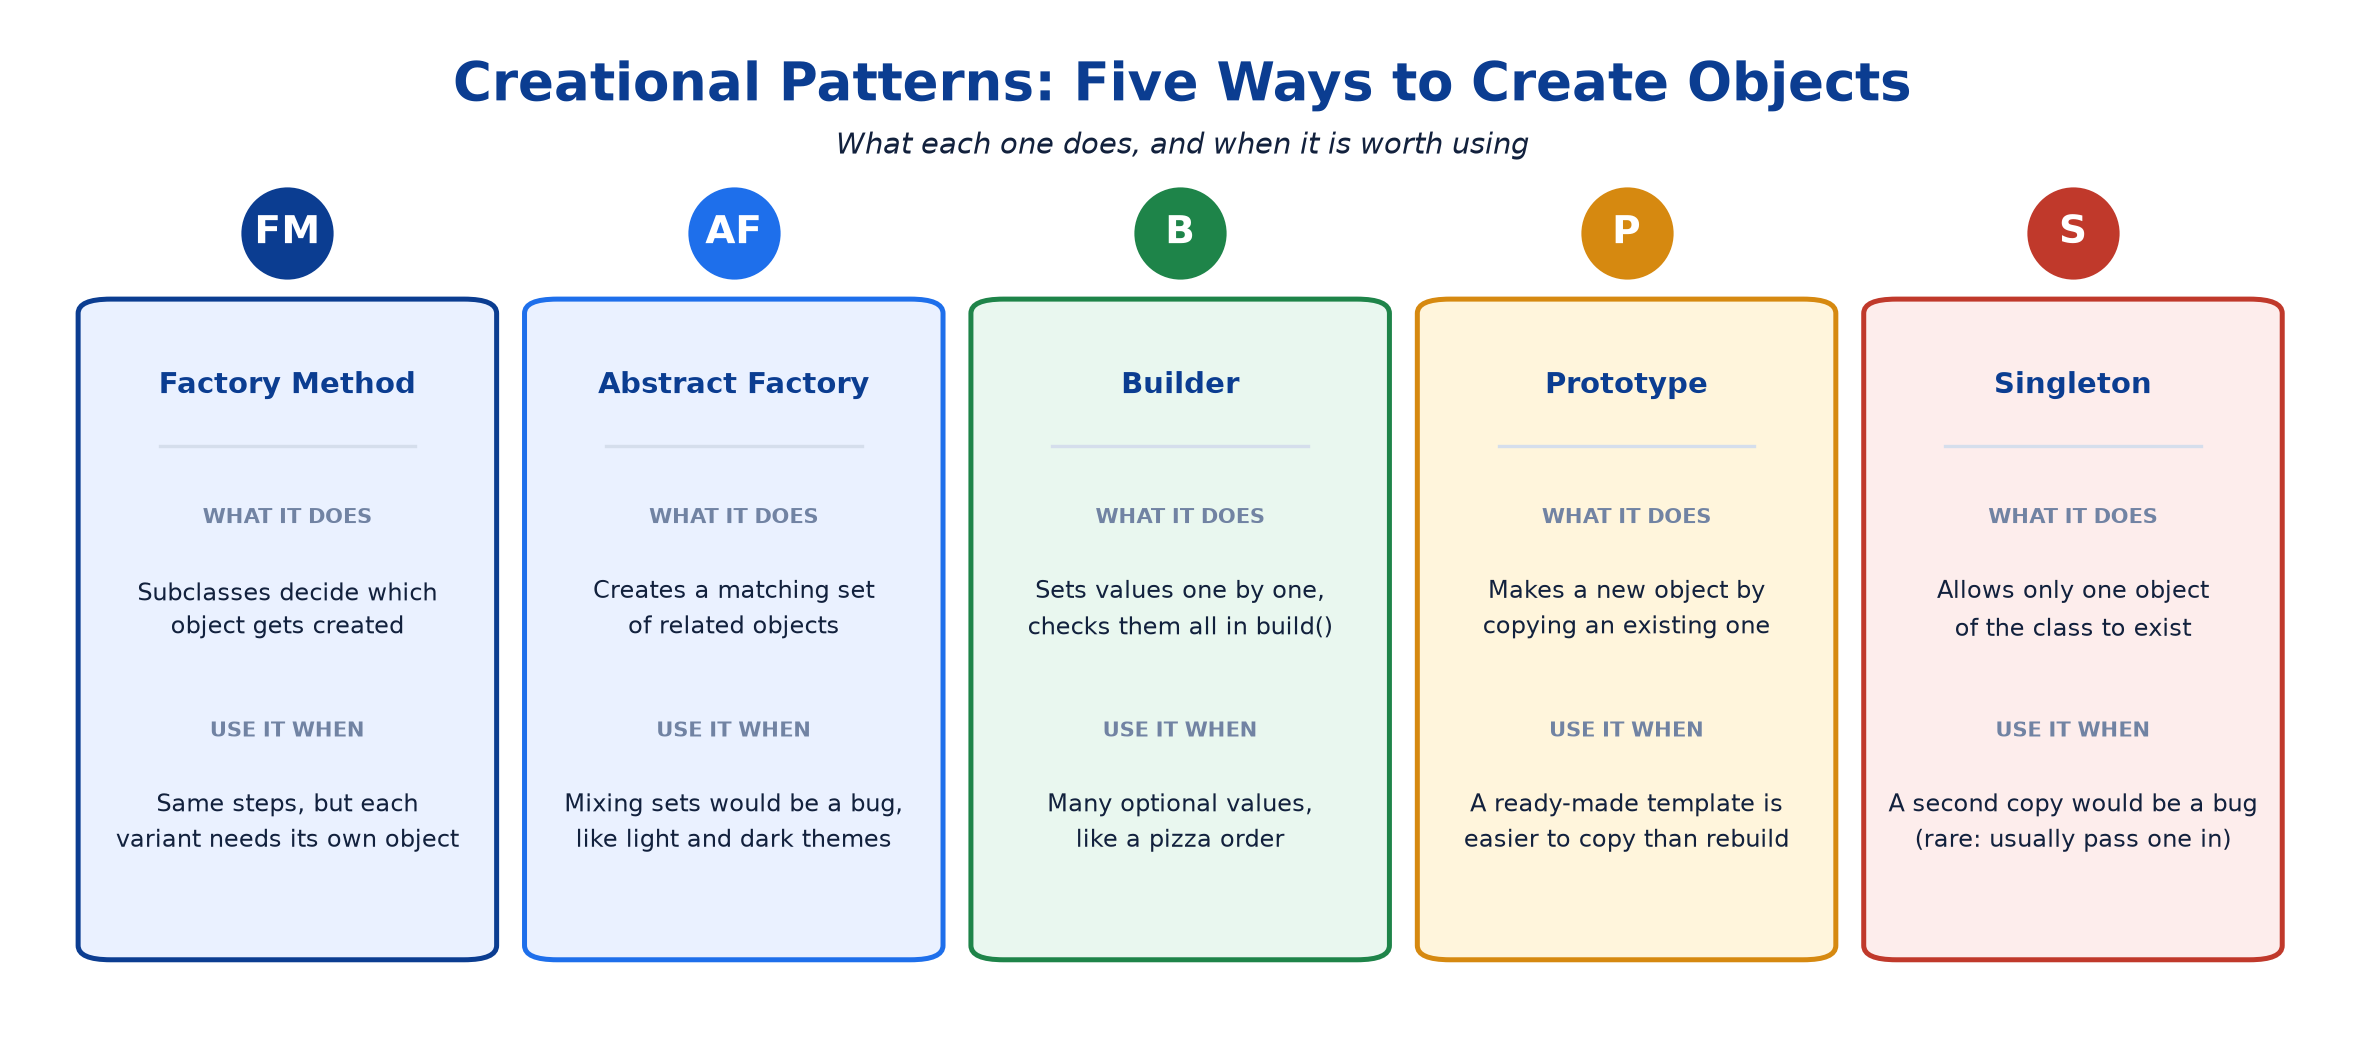 Creational Patterns: Five Ways to Create Objects
What each one does, and when it is worth using
FM
Factory Method
WHAT IT DOES
Subclasses decide which
object gets created
USE IT WHEN
Same steps, but each
variant needs its own object
AF
Abstract Factory
WHAT IT DOES
Creates a matching set
of related objects
USE IT WHEN
Mixing sets would be a bug,
like light and dark themes
B
Builder
WHAT IT DOES
Sets values one by one,
checks them all in build()
USE IT WHEN
Many optional values,
like a pizza order
P
Prototype
WHAT IT DOES
Makes a new object by
copying an existing one
USE IT WHEN
A ready-made template is
easier to copy than rebuild
S
Singleton
WHAT IT DOES
Allows only one object
of the class to exist
USE IT WHEN
A second copy would be a bug
(rare: usually pass one in)